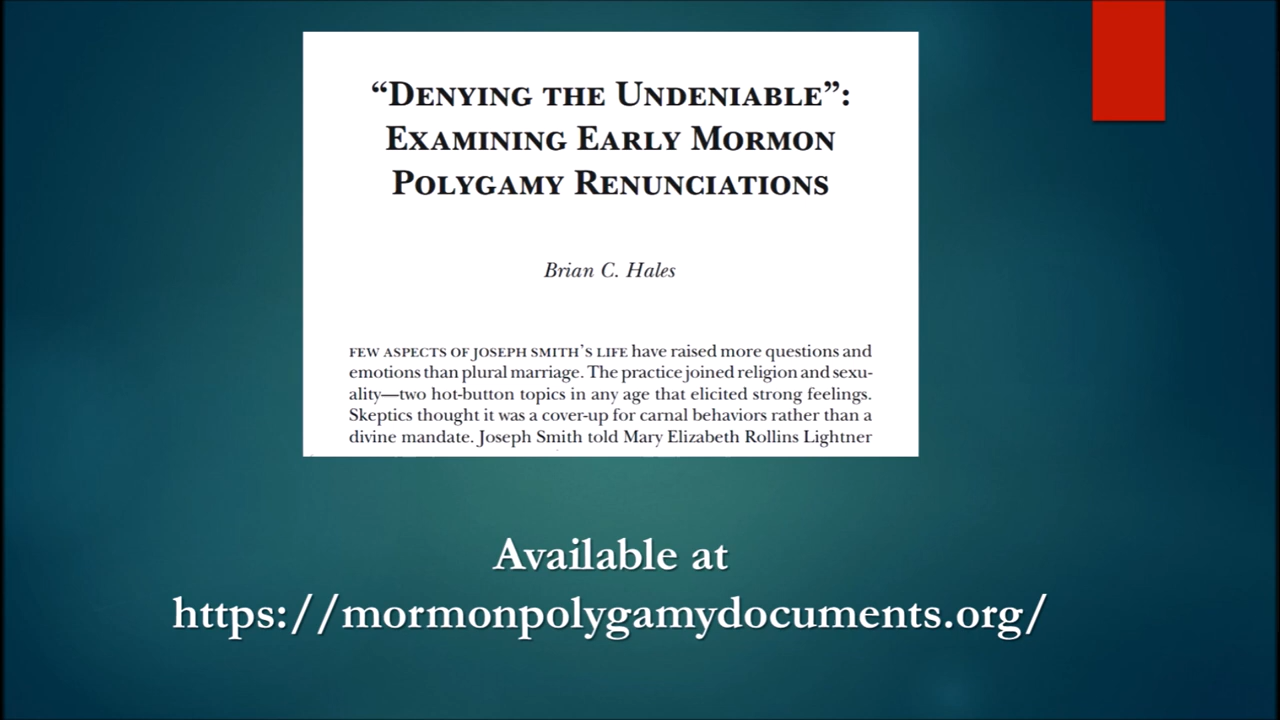 “Denying the Undeniable”:
Examining Early Mormon
Polygamy Renunciations
Brian C. Hales
FEW ASPECTS OF JOSEPH SMITH’S LIFE have raised more questions and
emotions than plural marriage. The practice joined religion and sexu-
ality—two hot-button topics in any age that elicited strong feelings.
Skeptics thought it was a cover-up for carnal behaviors rather than a
divine mandate. Joseph Smith told Mary Elizabeth Rollins Lightner
Available at
https://mormonpolygamydocuments.org/